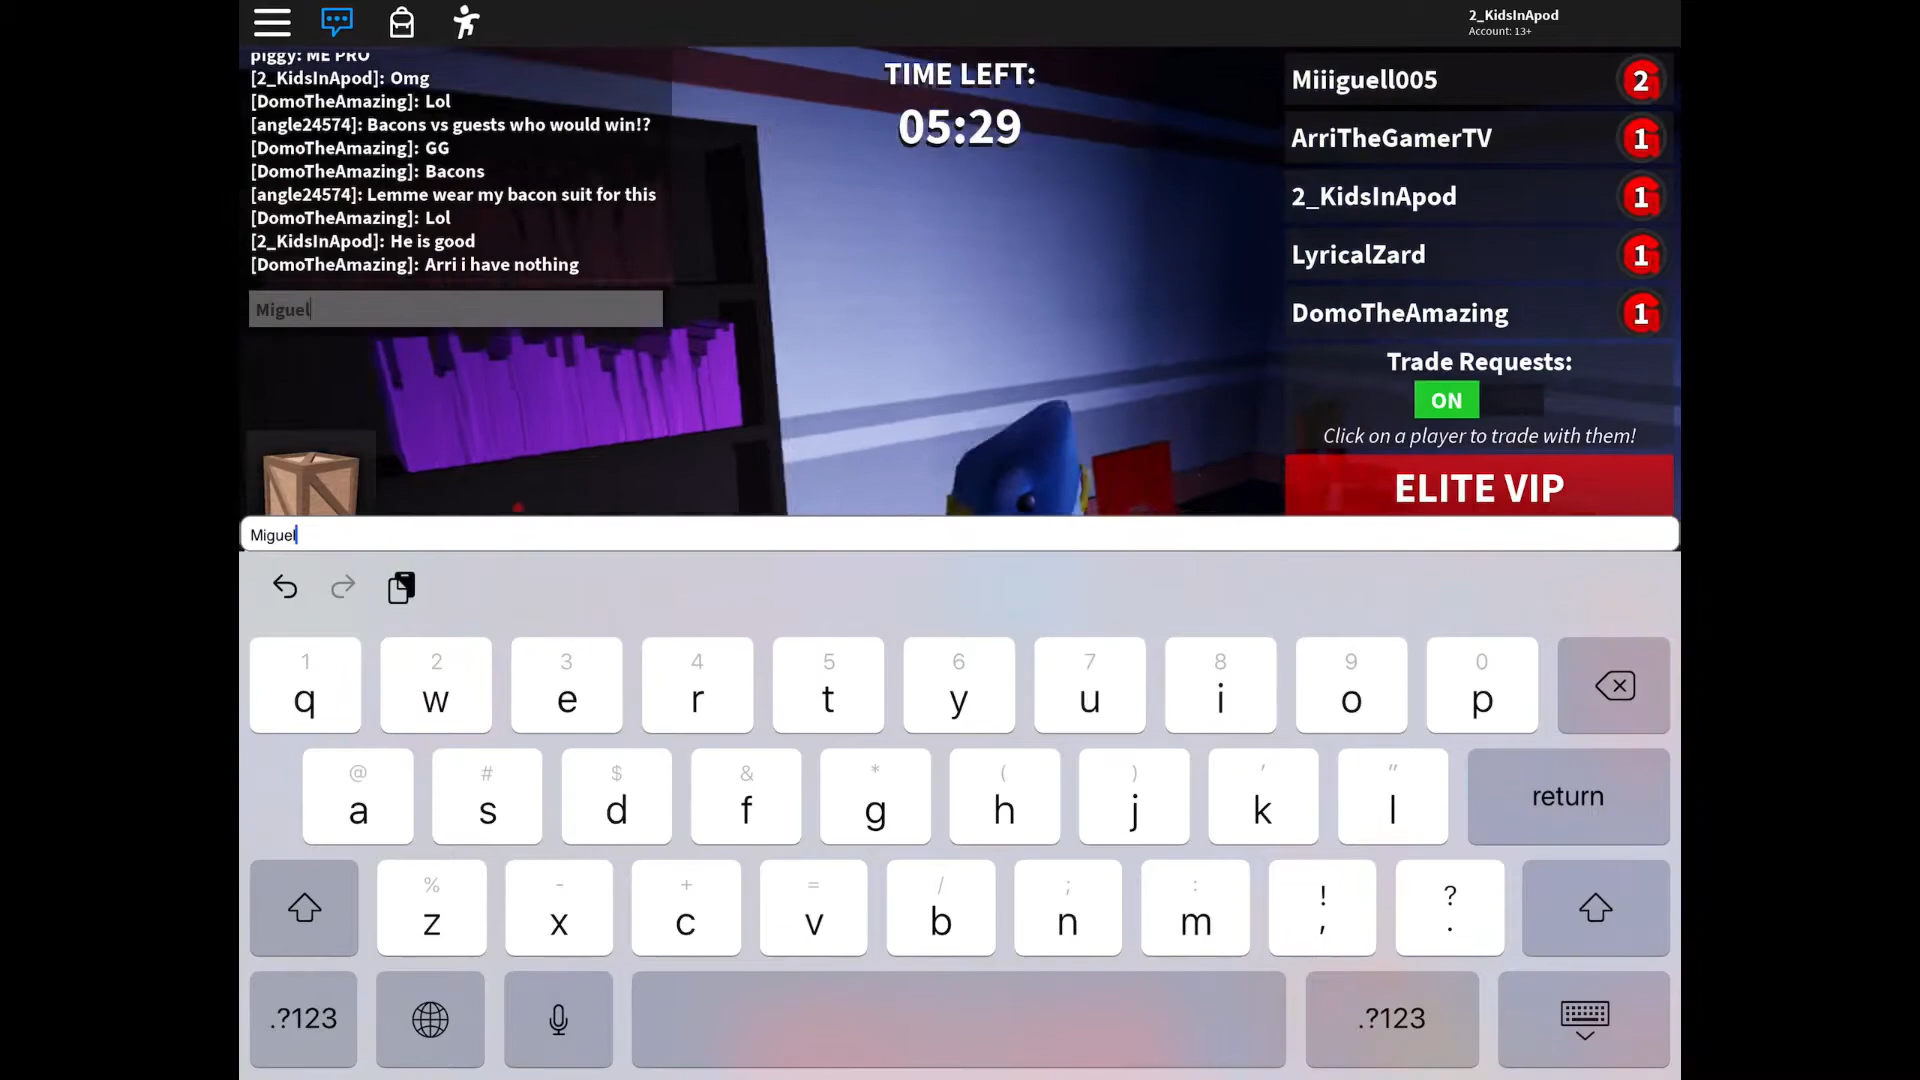 2_KidsInApod
Account: 13+
piggy: ME PRO
[2_KidsInApod]: Omg
[DomoTheAmazing]: Lol
[angle24574]: Bacons vs guests who would win!?
[DomoTheAmazing]: GG
[DomoTheAmazing]: Bacons
[angle24574]: Lemme wear my bacon suit for this
[DomoTheAmazing]: Lol
[2_KidsInApod]: He is good
[DomoTheAmazing]: Arri i have nothing
Miguel
TIME LEFT:
05:29
Miiiguell005 2
ArriTheGamerTV 1
2_KidsInApod 1
LyricalZard 1
DomoTheAmazing 1
Trade Requests:
ON
Click on a player to trade with them!
ELITE VIP
Miguel
1 2 3 4 5 6 7 8 9 0
q w e r t y u i o p
@ # $ & * ( ) ' "
a s d f g h j k l return
% - + = / ; : ! ?
z x c v b n m , .
.?123 .?123